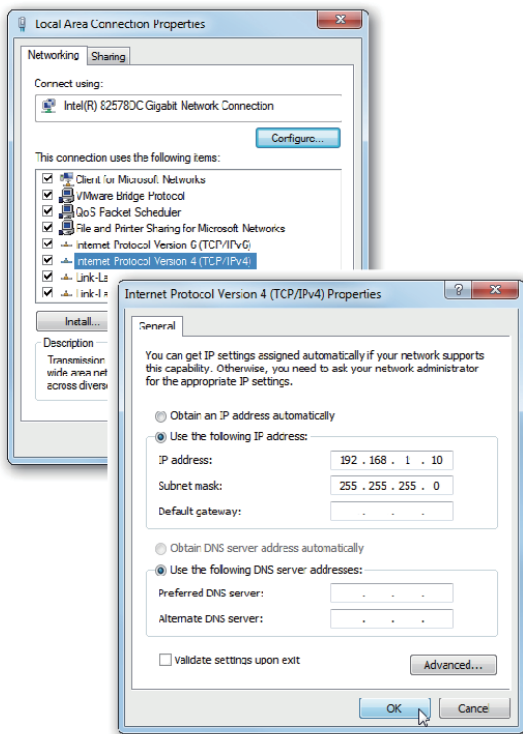 Local Area Connection Properties
Networking
Sharing
Connect using:
Intel(R) 82578DC Gigabit Network Connection
Configure...
This connection uses the following items:
Client for Microsoft Networks
VMware Bridge Protocol
QoS Packet Scheduler
File and Printer Sharing for Microsoft Networks
Internet Protocol Version 6 (TCP/IPv6)
Internet Protocol Version 4 (TCP/IPv4)
Link-La
Link-La
Install...
Description
Transmission
wide area net
across diverse
Internet Protocol Version 4 (TCP/IPv4) Properties
General
You can get IP settings assigned automatically if your network supports
this capability. Otherwise, you need to ask your network administrator
for the appropriate IP settings.
Obtain an IP address automatically
Use the following IP address:
IP address: 192 . 168 . 1 . 10
Subnet mask: 255 . 255 . 255 . 0
Default gateway: . . .
Obtain DNS server address automatically
Use the following DNS server addresses:
Preferred DNS server: . . .
Alternate DNS server: . . .
Validate settings upon exit
Advanced...
OK
Cancel